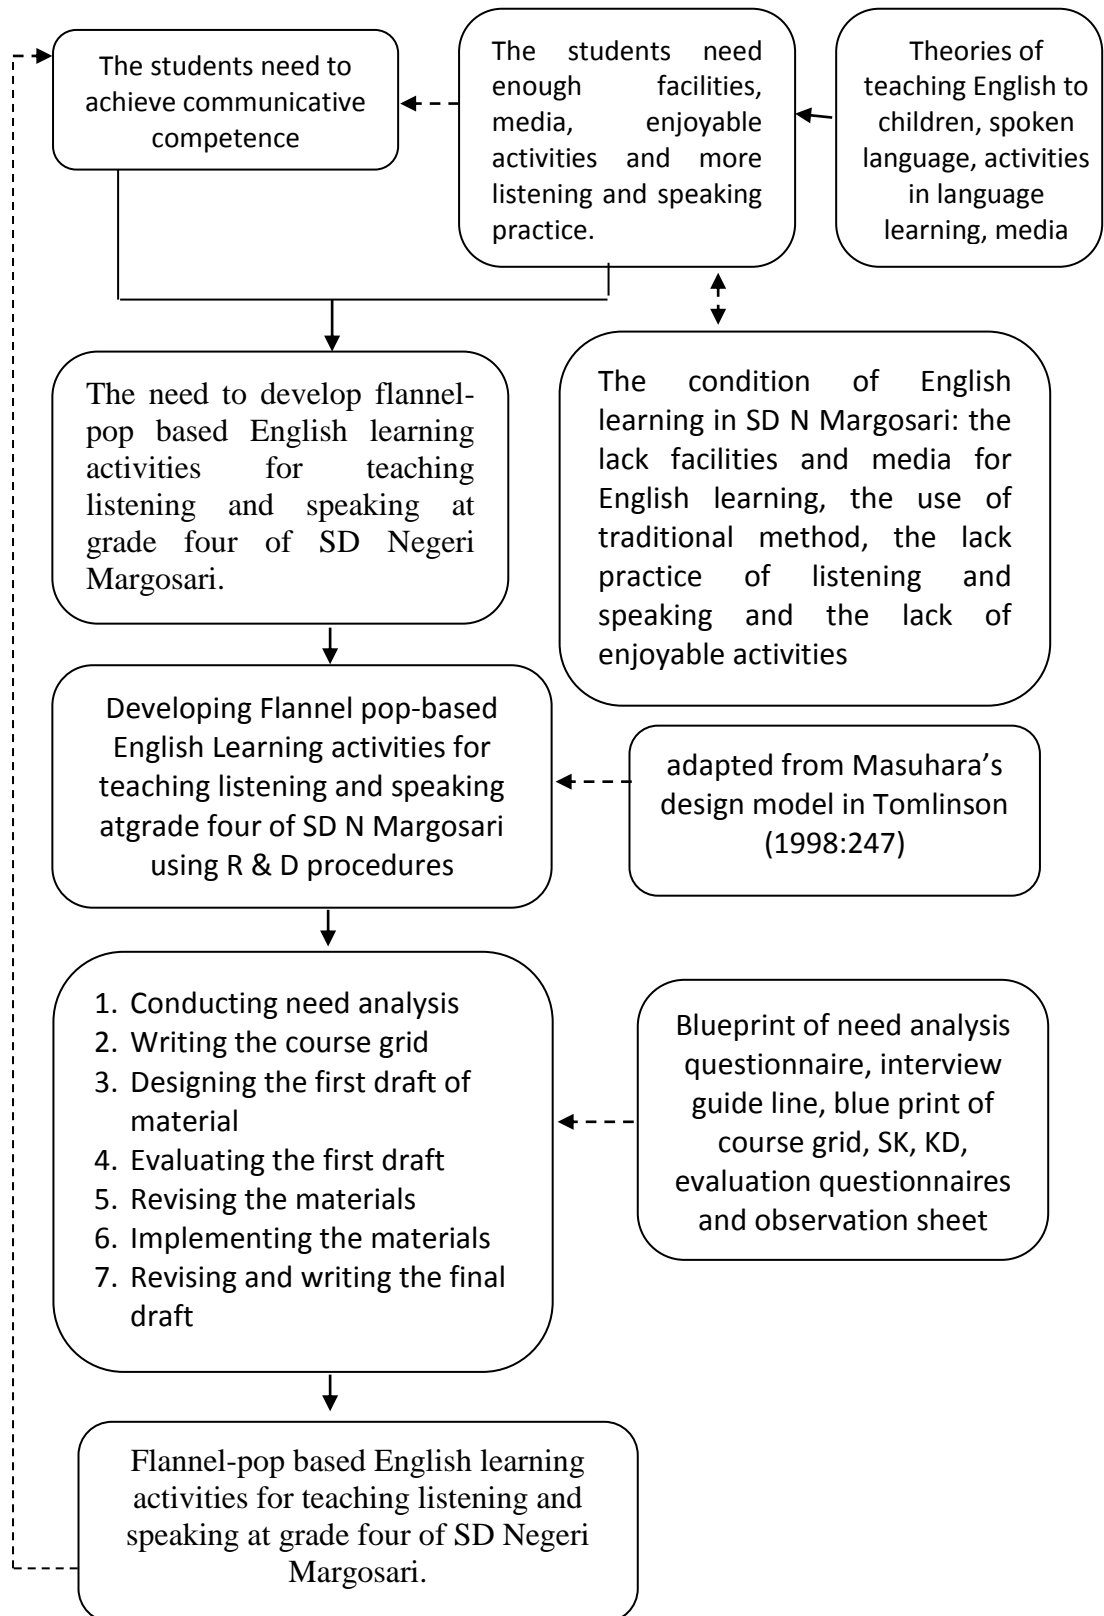 The students need to
achieve communicative
competence
The students need
enough facilities,
media, enjoyable
activities and more
listening and speaking
practice.
Theories of
teaching English to
children, spoken
language, activities
in language
learning, media
The need to develop flannel-
pop based English learning
activities for teaching
listening and speaking at
grade four of SD Negeri
Margosari.
The condition of English
learning in SD N Margosari: the
lack facilities and media for
English learning, the use of
traditional method, the lack
practice of listening and
speaking and the lack of
enjoyable activities
Developing Flannel pop-based
English Learning activities for
teaching listening and speaking
atgrade four of SD N Margosari
using R & D procedures
adapted from Masuhara’s
design model in Tomlinson
(1998:247)
1. Conducting need analysis
2. Writing the course grid
3. Designing the first draft of
material
4. Evaluating the first draft
5. Revising the materials
6. Implementing the materials
7. Revising and writing the final
draft
Blueprint of need analysis
questionnaire, interview
guide line, blue print of
course grid, SK, KD,
evaluation questionnaires
and observation sheet
Flannel-pop based English learning
activities for teaching listening and
speaking at grade four of SD Negeri
Margosari.